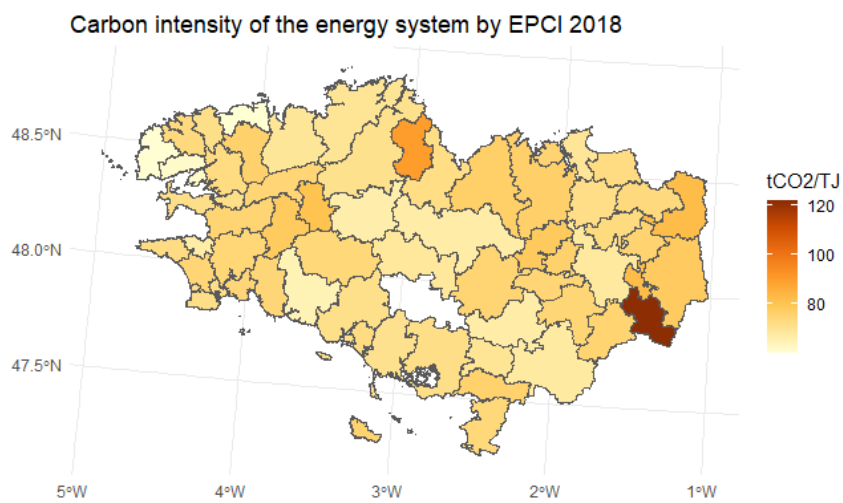 Carbon intensity of the energy system by EPCI 2018
48.5°N
48.0°N
47.5°N
5°W
4°W
3°W
2°W
1°W
tCO2/TJ
120
100
80